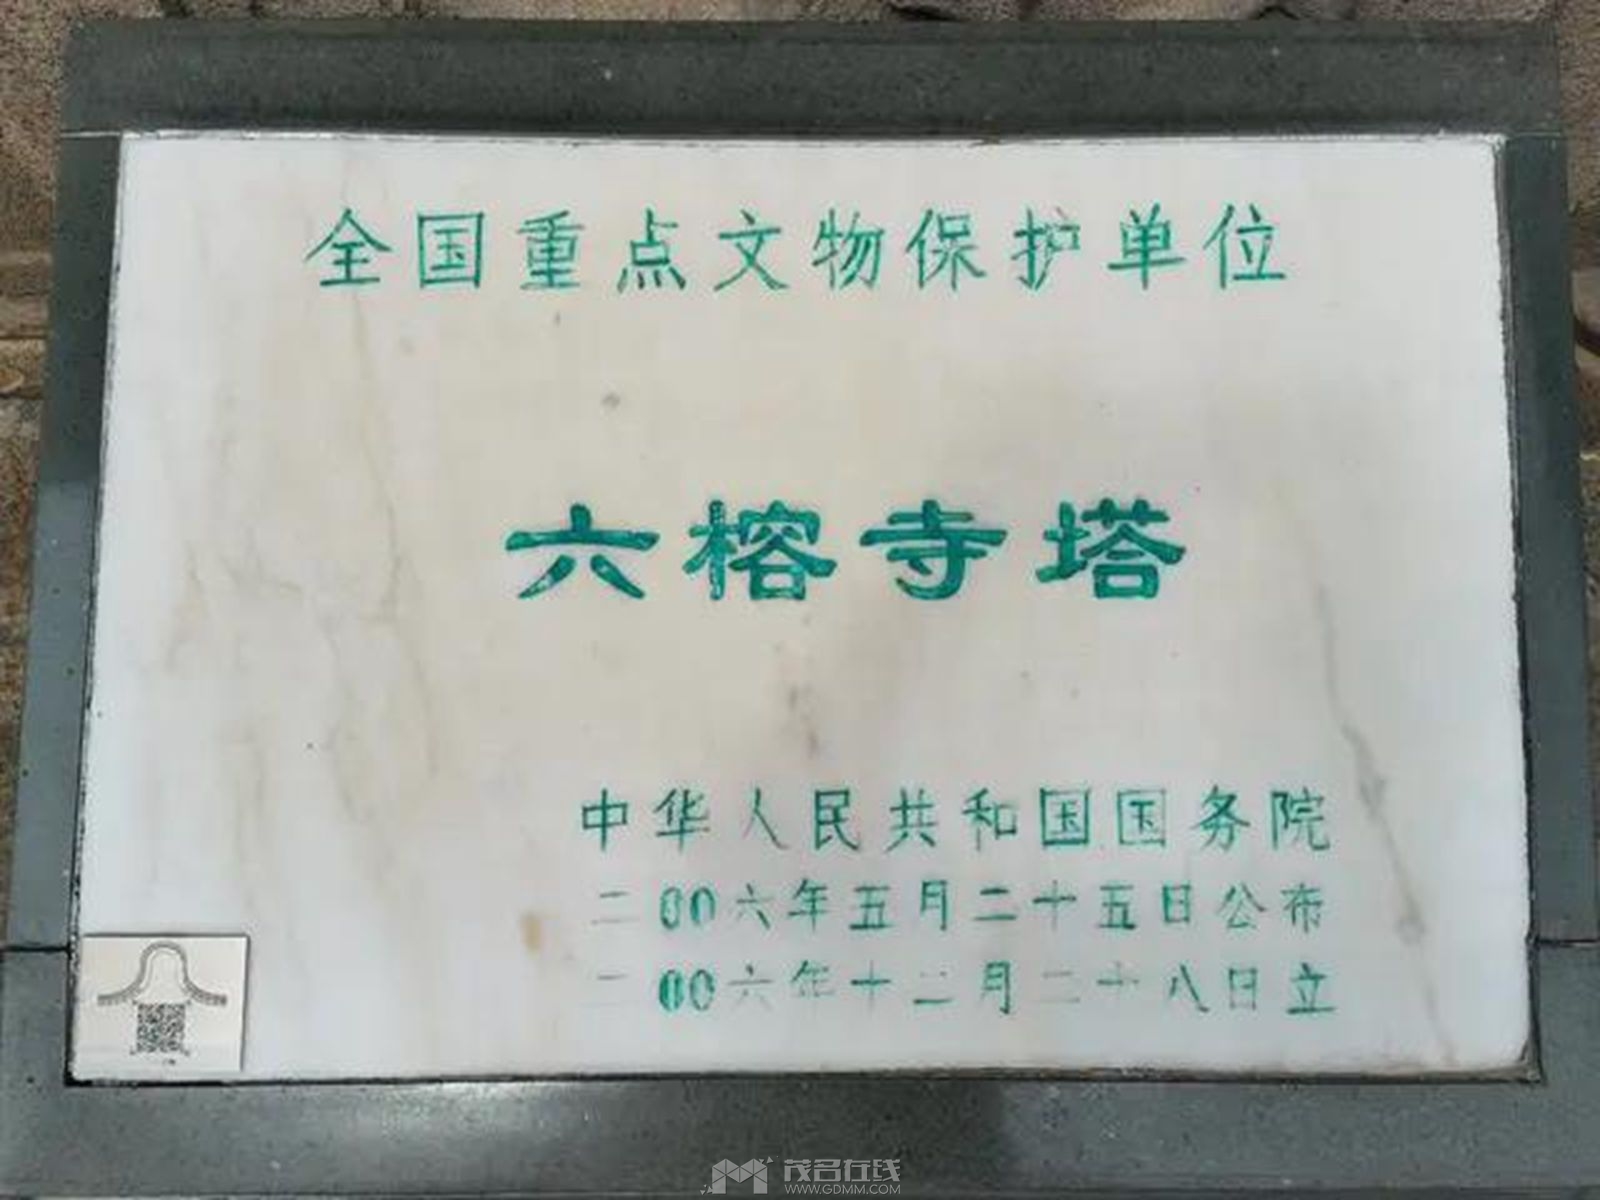 全国重点文物保护单位
六榕寺塔
中华人民共和国国务院
二00六年五月二十五日公布
二00六年十二月二十八日立
茂名在线
WWW.GDMM.COM